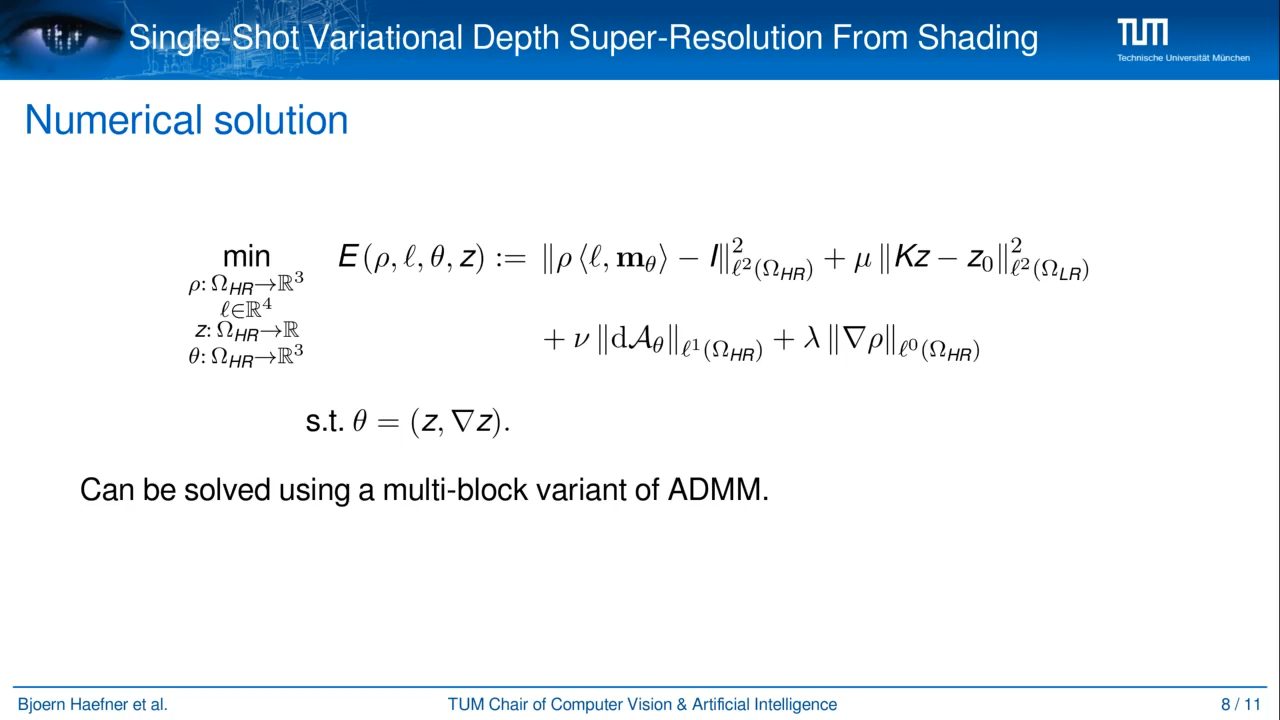 Single-Shot Variational Depth Super-Resolution From Shading
TUM
Technische Universität München
Numerical solution
min E(ρ, ℓ, θ, z) := ‖ρ ⟨ℓ, m_θ⟩ − I‖²_{ℓ²(Ω_HR)} + μ ‖Kz − z₀‖²_{ℓ²(Ω_LR)}
ρ: Ω_HR→ℝ³
ℓ∈ℝ⁴
z: Ω_HR→ℝ
θ: Ω_HR→ℝ³
+ ν ‖d𝒜_θ‖_{ℓ¹(Ω_HR)} + λ ‖∇ρ‖_{ℓ⁰(Ω_HR)}
s.t. θ = (z, ∇z).
Can be solved using a multi-block variant of ADMM.
Bjoern Haefner et al.
TUM Chair of Computer Vision & Artificial Intelligence
8 / 11